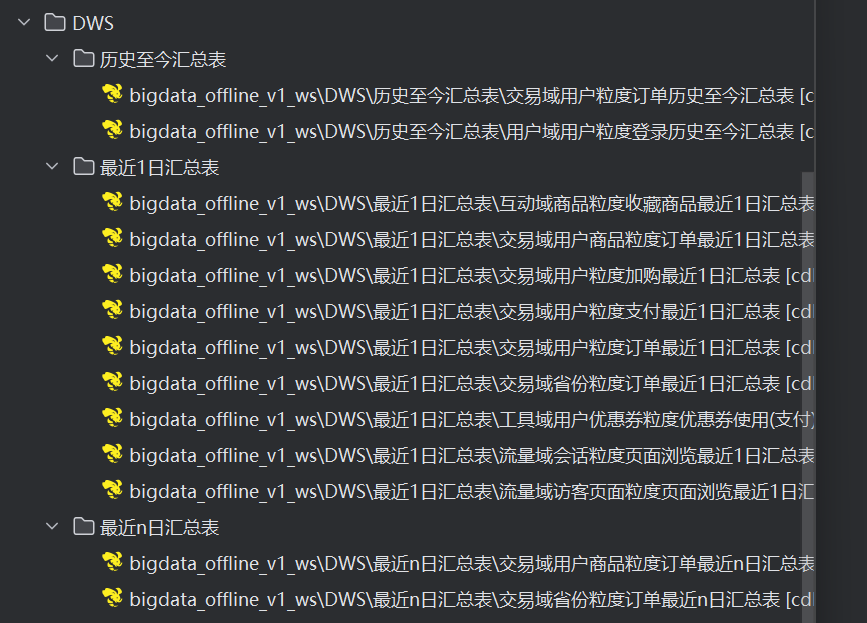 DWS
历史至今汇总表
bigdata_offline_v1_ws\DWS\历史至今汇总表\交易域用户粒度订单历史至今汇总表 [c
bigdata_offline_v1_ws\DWS\历史至今汇总表\用户域用户粒度登录历史至今汇总表 [c
最近1日汇总表
bigdata_offline_v1_ws\DWS\最近1日汇总表\互动域商品粒度收藏商品最近1日汇总表
bigdata_offline_v1_ws\DWS\最近1日汇总表\交易域用户商品粒度订单最近1日汇总表
bigdata_offline_v1_ws\DWS\最近1日汇总表\交易域用户粒度加购最近1日汇总表 [cd
bigdata_offline_v1_ws\DWS\最近1日汇总表\交易域用户粒度支付最近1日汇总表 [cd
bigdata_offline_v1_ws\DWS\最近1日汇总表\交易域用户粒度订单最近1日汇总表 [cd
bigdata_offline_v1_ws\DWS\最近1日汇总表\交易域省份粒度订单最近1日汇总表 [cd
bigdata_offline_v1_ws\DWS\最近1日汇总表\工具域用户优惠券粒度优惠券使用(支付)
bigdata_offline_v1_ws\DWS\最近1日汇总表\流量域会话粒度页面浏览最近1日汇总表
bigdata_offline_v1_ws\DWS\最近1日汇总表\流量域访客页面粒度页面浏览最近1日汇
最近n日汇总表
bigdata_offline_v1_ws\DWS\最近n日汇总表\交易域用户商品粒度订单最近n日汇总表
bigdata_offline_v1_ws\DWS\最近n日汇总表\交易域省份粒度订单最近n日汇总表 [cd